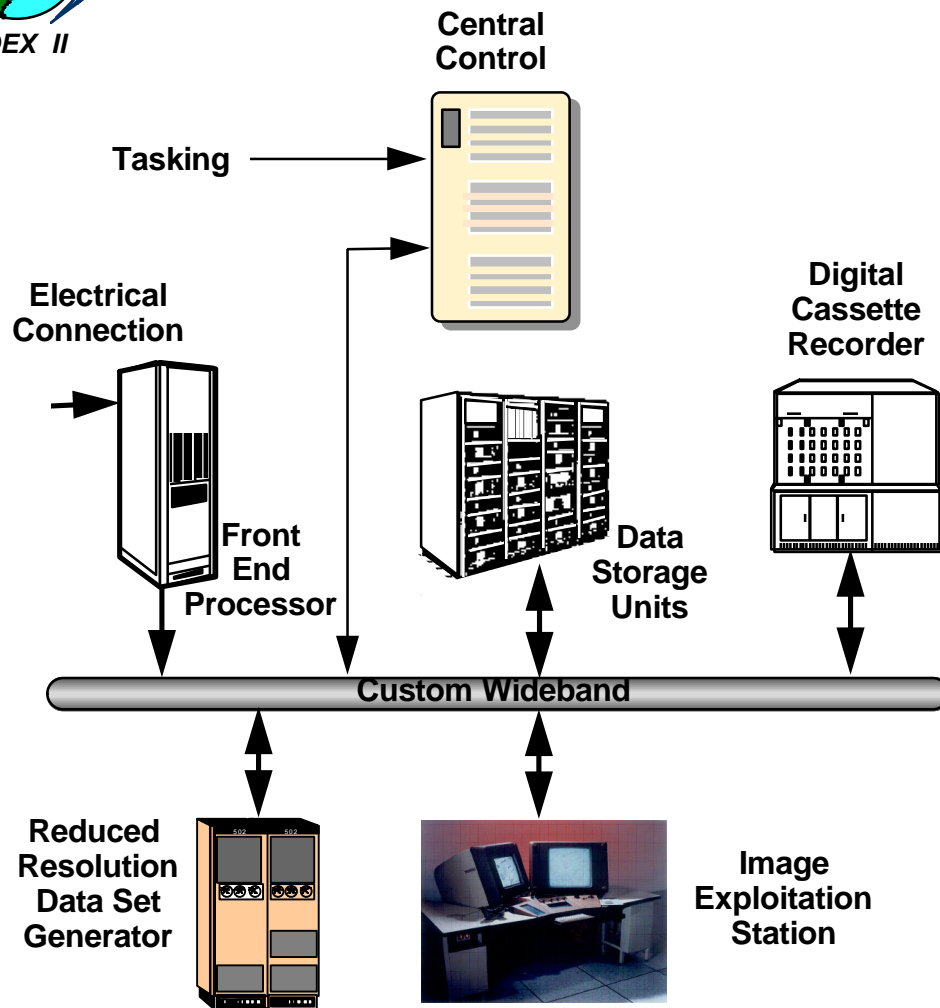 DEX II
Central
Control
Tasking
Electrical
Connection
Digital
Cassette
Recorder
Front
End
Processor
Data
Storage
Units
Custom Wideband
Reduced
Resolution
Data Set
Generator
502 502
Image
Exploitation
Station